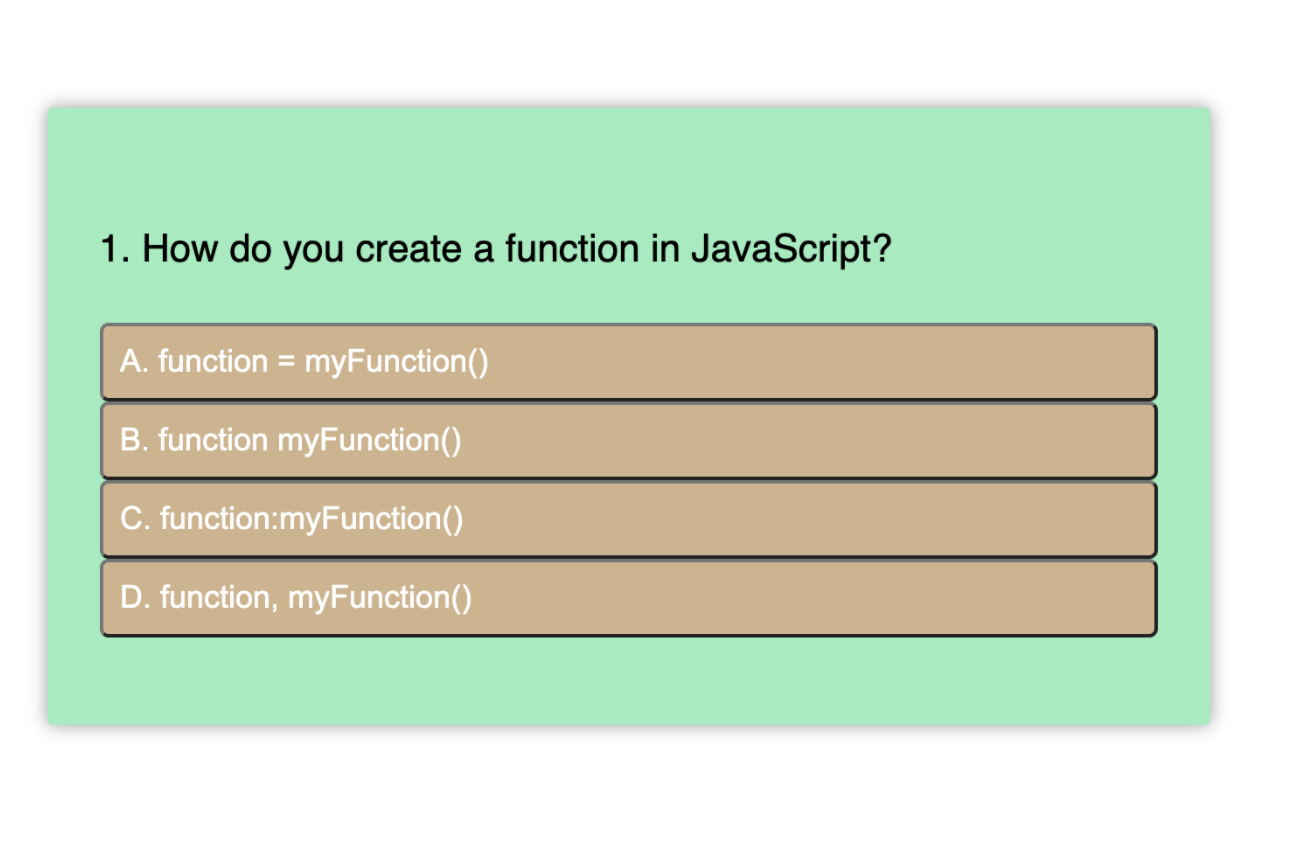 1. How do you create a function in JavaScript?
A. function = myFunction()
B. function myFunction()
C. function:myFunction()
D. function, myFunction()